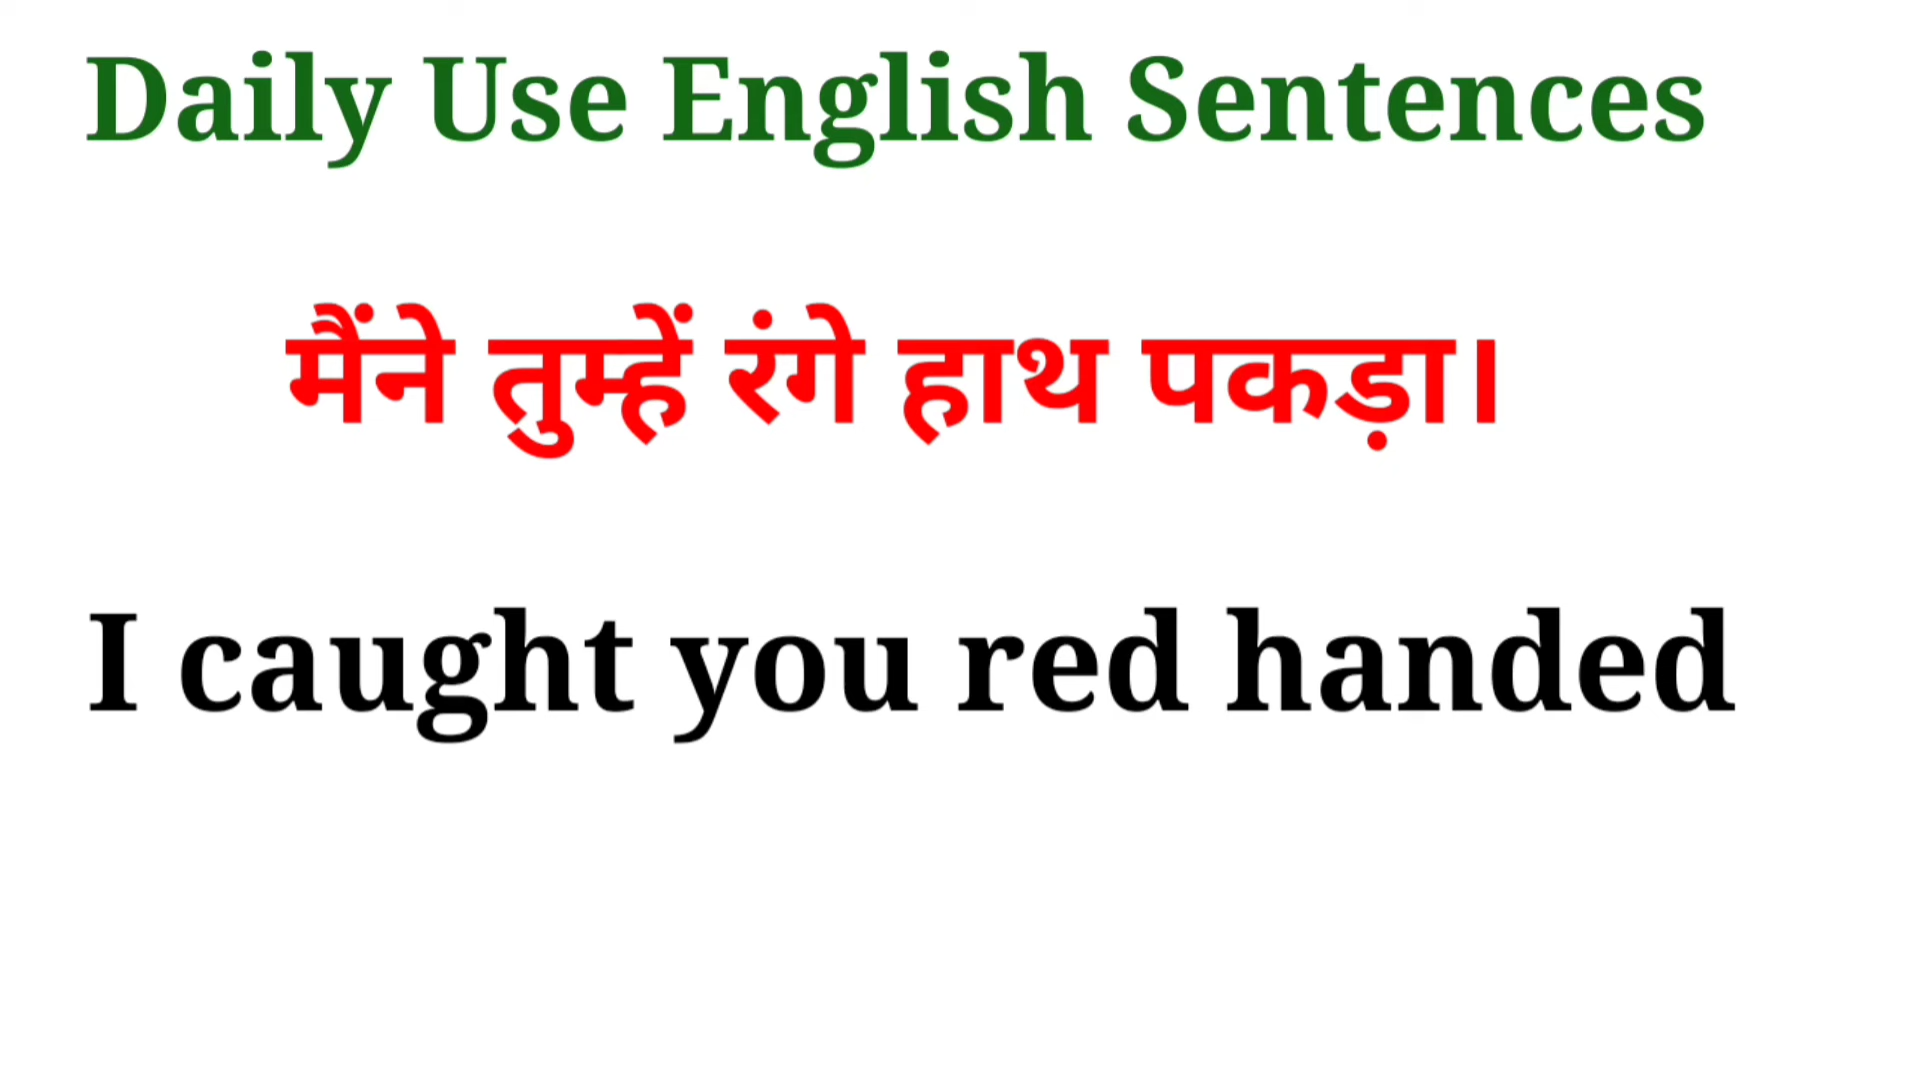 Daily Use English Sentences
मैंने तुम्हें रंगे हाथ पकड़ा।
I caught you red handed